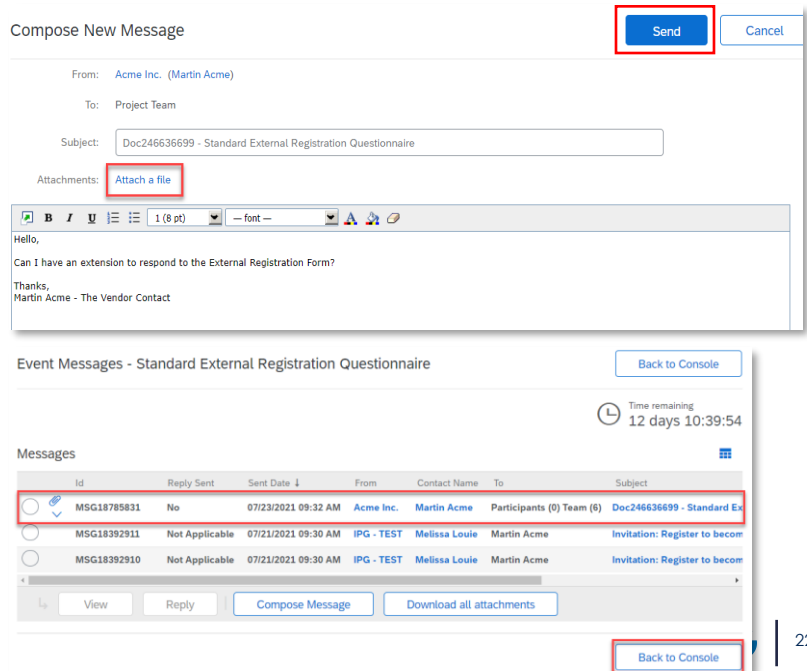 Compose New Message
Send
Cancel
From: Acme Inc. (Martin Acme)
To: Project Team
Subject: Doc246636699 - Standard External Registration Questionnaire
Attachments: Attach a file
B I U 1 (8 pt) — font — A
Hello,
Can I have an extension to respond to the External Registration Form?
Thanks,
Martin Acme - The Vendor Contact
Event Messages - Standard External Registration Questionnaire
Back to Console
Time remaining
12 days 10:39:54
Messages
Id Reply Sent Sent Date ↓ From Contact Name To Subject
MSG18785831 No 07/23/2021 09:32 AM Acme Inc. Martin Acme Participants (0) Team (6) Doc246636699 - Standard Ex
MSG18392911 Not Applicable 07/21/2021 09:30 AM IPG - TEST Melissa Louie Martin Acme Invitation: Register to becom
MSG18392910 Not Applicable 07/21/2021 09:30 AM IPG - TEST Melissa Louie Martin Acme Invitation: Register to becom
View Reply Compose Message Download all attachments
Back to Console
22